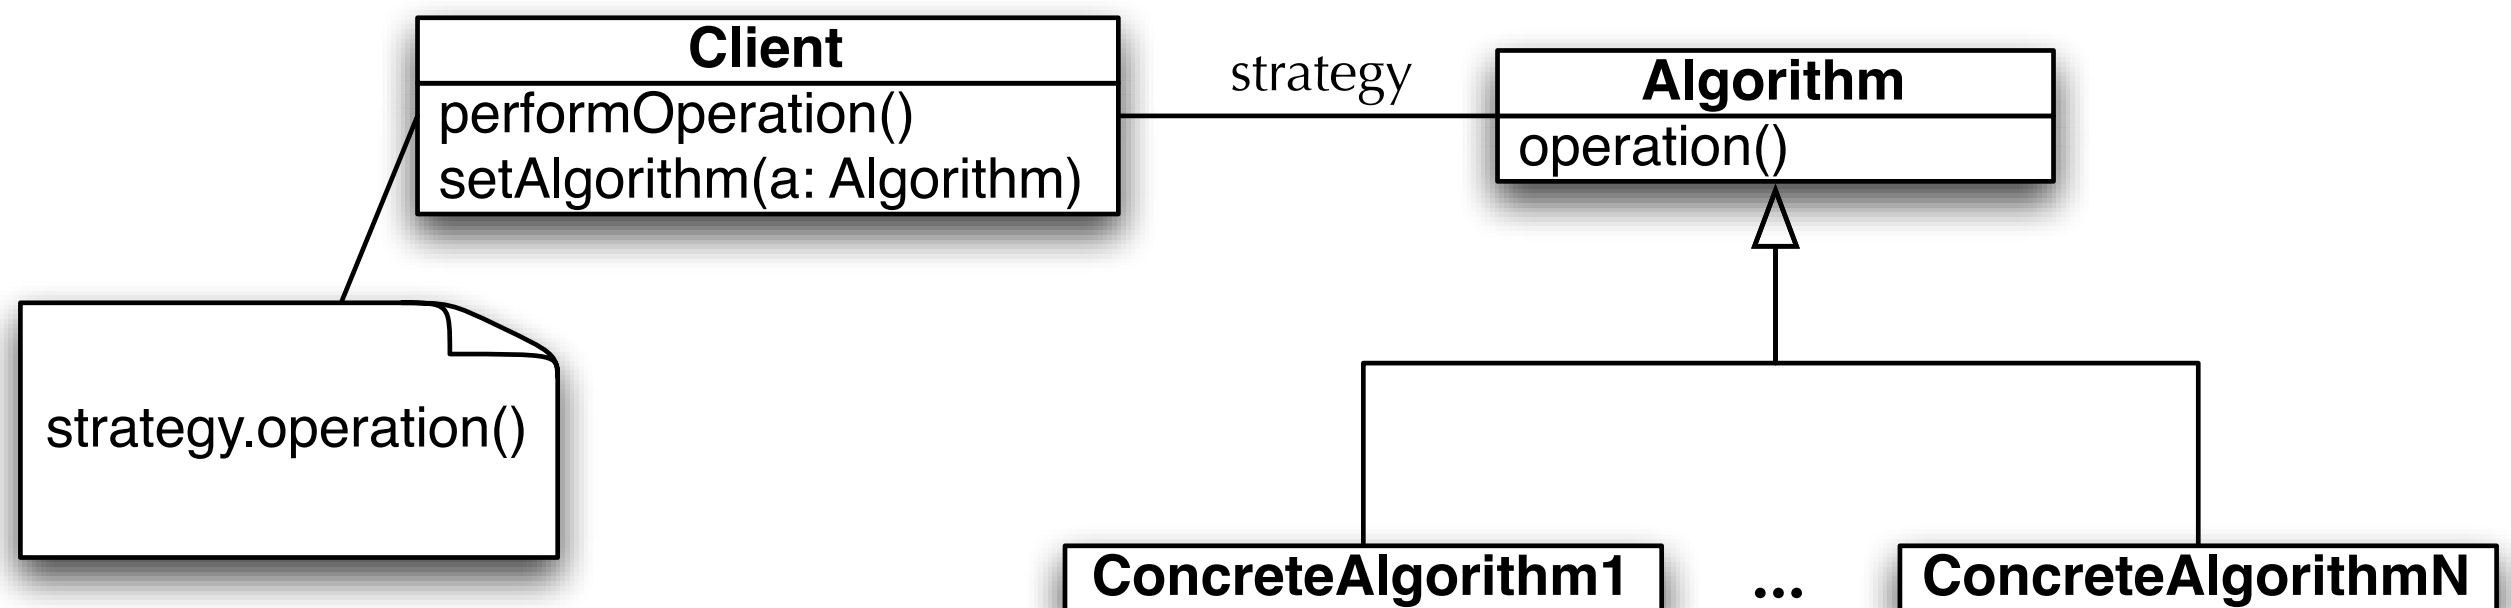 Client
performOperation()
setAlgorithm(a: Algorithm)
strategy
Algorithm
operation()
strategy.operation()
ConcreteAlgorithm1
...
ConcreteAlgorithmN